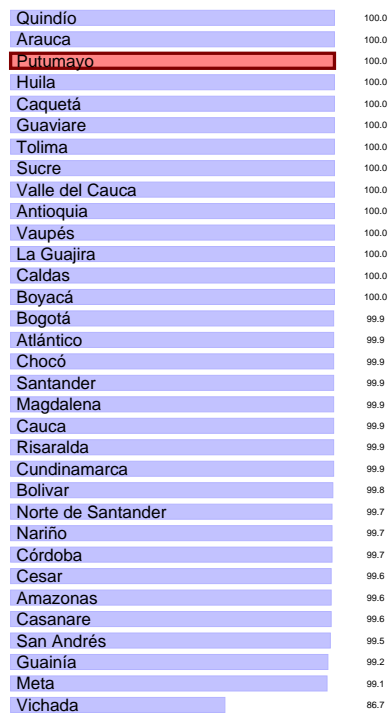 Quindío 100.0
Arauca 100.0
Putumayo 100.0
Huila 100.0
Caquetá 100.0
Guaviare 100.0
Tolima 100.0
Sucre 100.0
Valle del Cauca 100.0
Antioquia 100.0
Vaupés 100.0
La Guajira 100.0
Caldas 100.0
Boyacá 100.0
Bogotá 99.9
Atlántico 99.9
Chocó 99.9
Santander 99.9
Magdalena 99.9
Cauca 99.9
Risaralda 99.9
Cundinamarca 99.9
Bolivar 99.8
Norte de Santander 99.7
Nariño 99.7
Córdoba 99.7
Cesar 99.6
Amazonas 99.6
Casanare 99.6
San Andrés 99.5
Guainía 99.2
Meta 99.1
Vichada 86.7